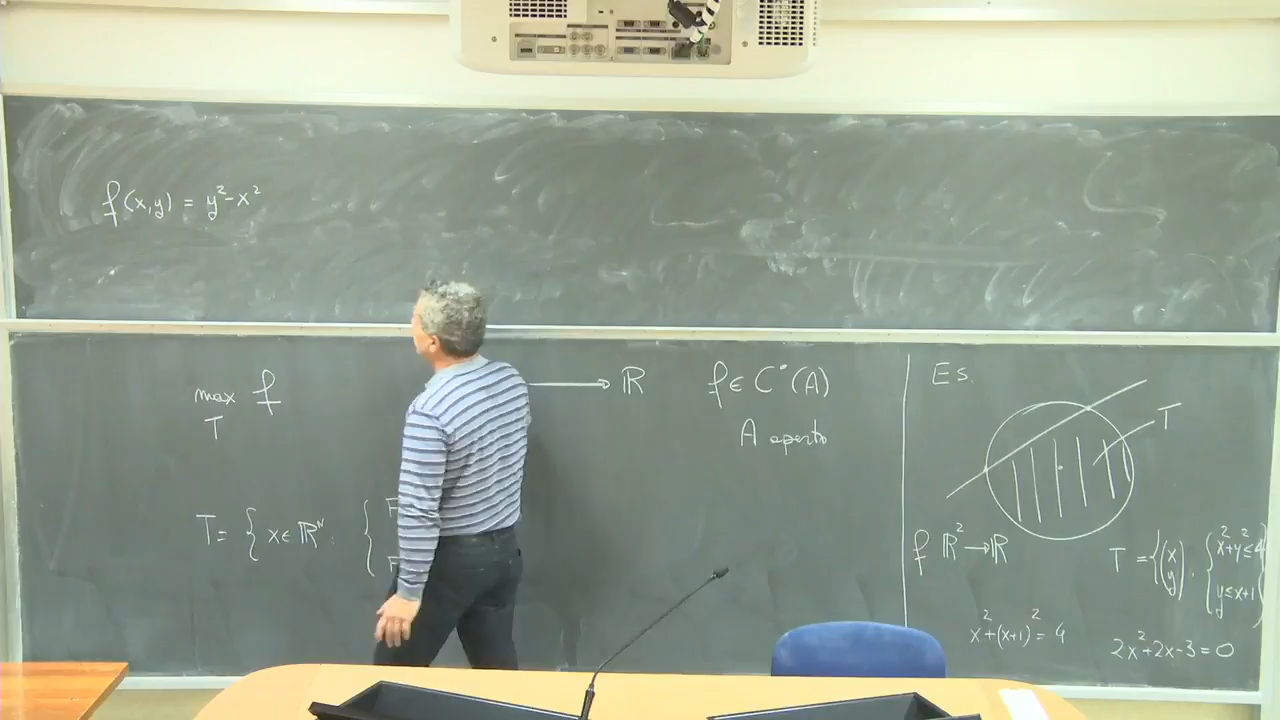 f(x,y) = y²-x²
max f
T
→ ℝ
f ∈ C°(A)
A aperto
T = { x∈ℝᴺ : {
Es.
T
f ℝ² → ℝ
T = {(x y) : { x²+y²≤4
y≤x+1 }
x²+(x+1)² = 4
2x²+2x-3=0